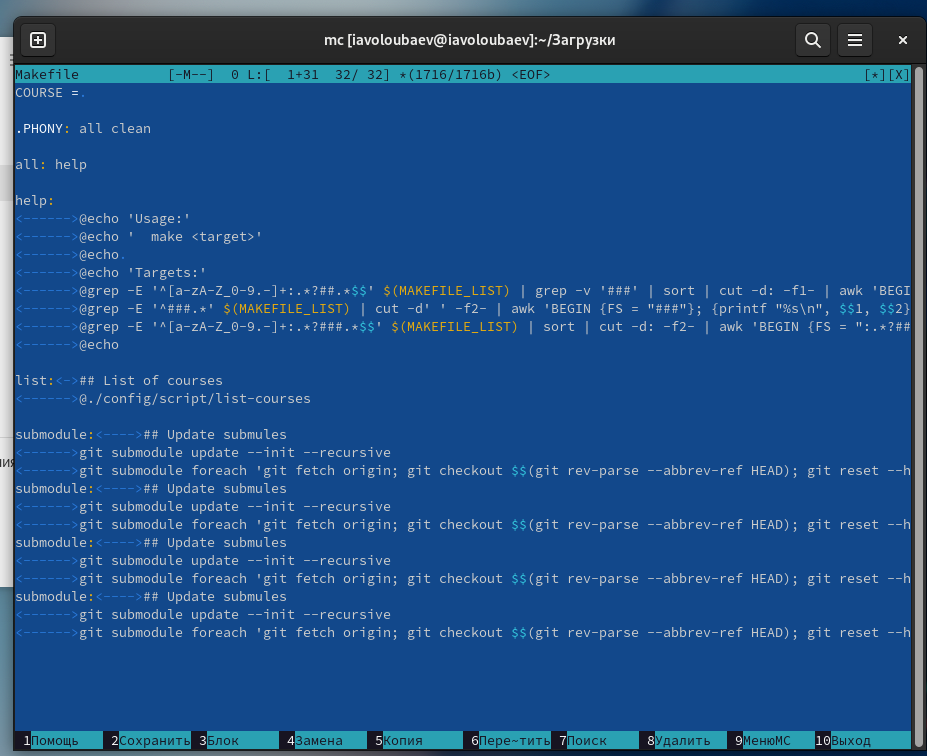 mc [iavoloubaev@iavoloubaev]:~/Загрузки
Makefile [-M--] 0 L:[ 1+31 32/ 32] *(1716/1716b) <EOF> [*][X]
COURSE =.
.PHONY: all clean
all: help
help:
<------>@echo 'Usage:'
<------>@echo '  make <target>'
<------>@echo.
<------>@echo 'Targets:'
<------>@grep -E '^[a-zA-Z_0-9.-]+:.*?##.*$$' $(MAKEFILE_LIST) | grep -v '###' | sort | cut -d: -f1- | awk 'BEGI
<------>@grep -E '^###.*' $(MAKEFILE_LIST) | cut -d' ' -f2- | awk 'BEGIN {FS = "###"}; {printf "%s\n", $$1, $$2}
<------>@grep -E '^[a-zA-Z_0-9.-]+:.*?###.*$$' $(MAKEFILE_LIST) | sort | cut -d: -f2- | awk 'BEGIN {FS = ":.*?##
<------>@echo
list:<->## List of courses
<------>@./config/script/list-courses
submodule:<---->## Update submules
<------>git submodule update --init --recursive
<------>git submodule foreach 'git fetch origin; git checkout $$(git rev-parse --abbrev-ref HEAD); git reset --h
submodule:<---->## Update submules
<------>git submodule update --init --recursive
<------>git submodule foreach 'git fetch origin; git checkout $$(git rev-parse --abbrev-ref HEAD); git reset --h
submodule:<---->## Update submules
<------>git submodule update --init --recursive
<------>git submodule foreach 'git fetch origin; git checkout $$(git rev-parse --abbrev-ref HEAD); git reset --h
submodule:<---->## Update submules
<------>git submodule update --init --recursive
<------>git submodule foreach 'git fetch origin; git checkout $$(git rev-parse --abbrev-ref HEAD); git reset --h
1Помощь 2Сохранить 3Блок 4Замена 5Копия 6Пере~тить 7Поиск 8Удалить 9МенюМС 10Выход